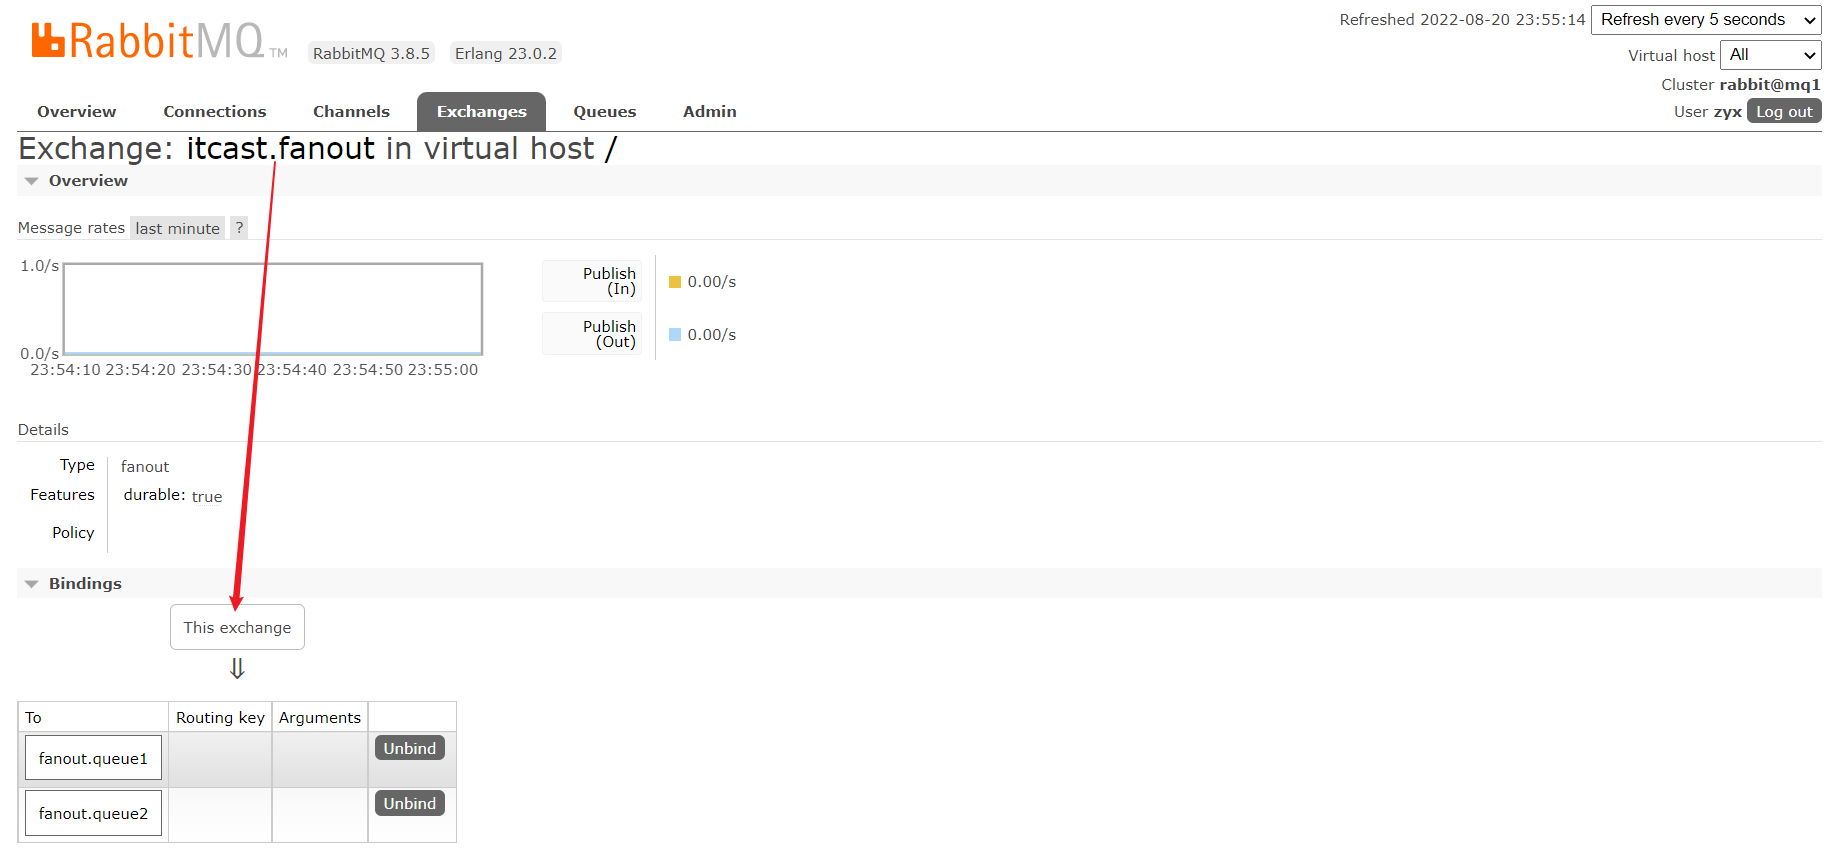 Refreshed 2022-08-20 23:55:14 Refresh every 5 seconds
RabbitMQ TM RabbitMQ 3.8.5 Erlang 23.0.2
Virtual host All
Cluster rabbit@mq1
User zyx Log out
Overview Connections Channels Exchanges Queues Admin
Exchange: itcast.fanout in virtual host /
Overview
Message rates last minute ?
1.0/s
0.0/s
23:54:10 23:54:20 23:54:30 23:54:40 23:54:50 23:55:00
Publish
(In)
0.00/s
Publish
(Out)
0.00/s
Details
Type fanout
Features durable: true
Policy
Bindings
This exchange
⇓
To Routing key Arguments
fanout.queue1 Unbind
fanout.queue2 Unbind